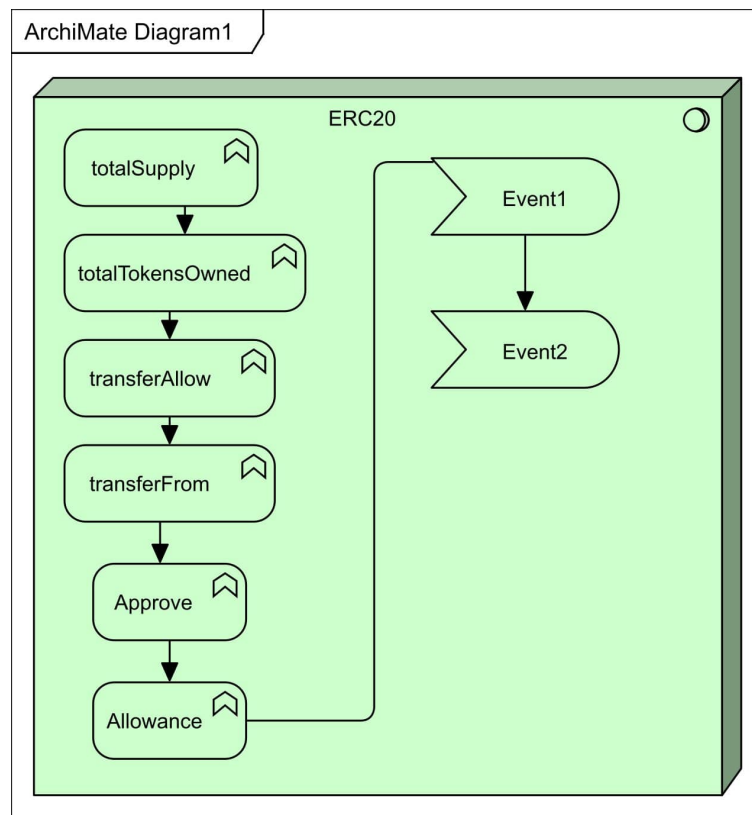 ArchiMate Diagram1
ERC20
totalSupply
totalTokensOwned
transferAllow
transferFrom
Approve
Allowance
Event1
Event2